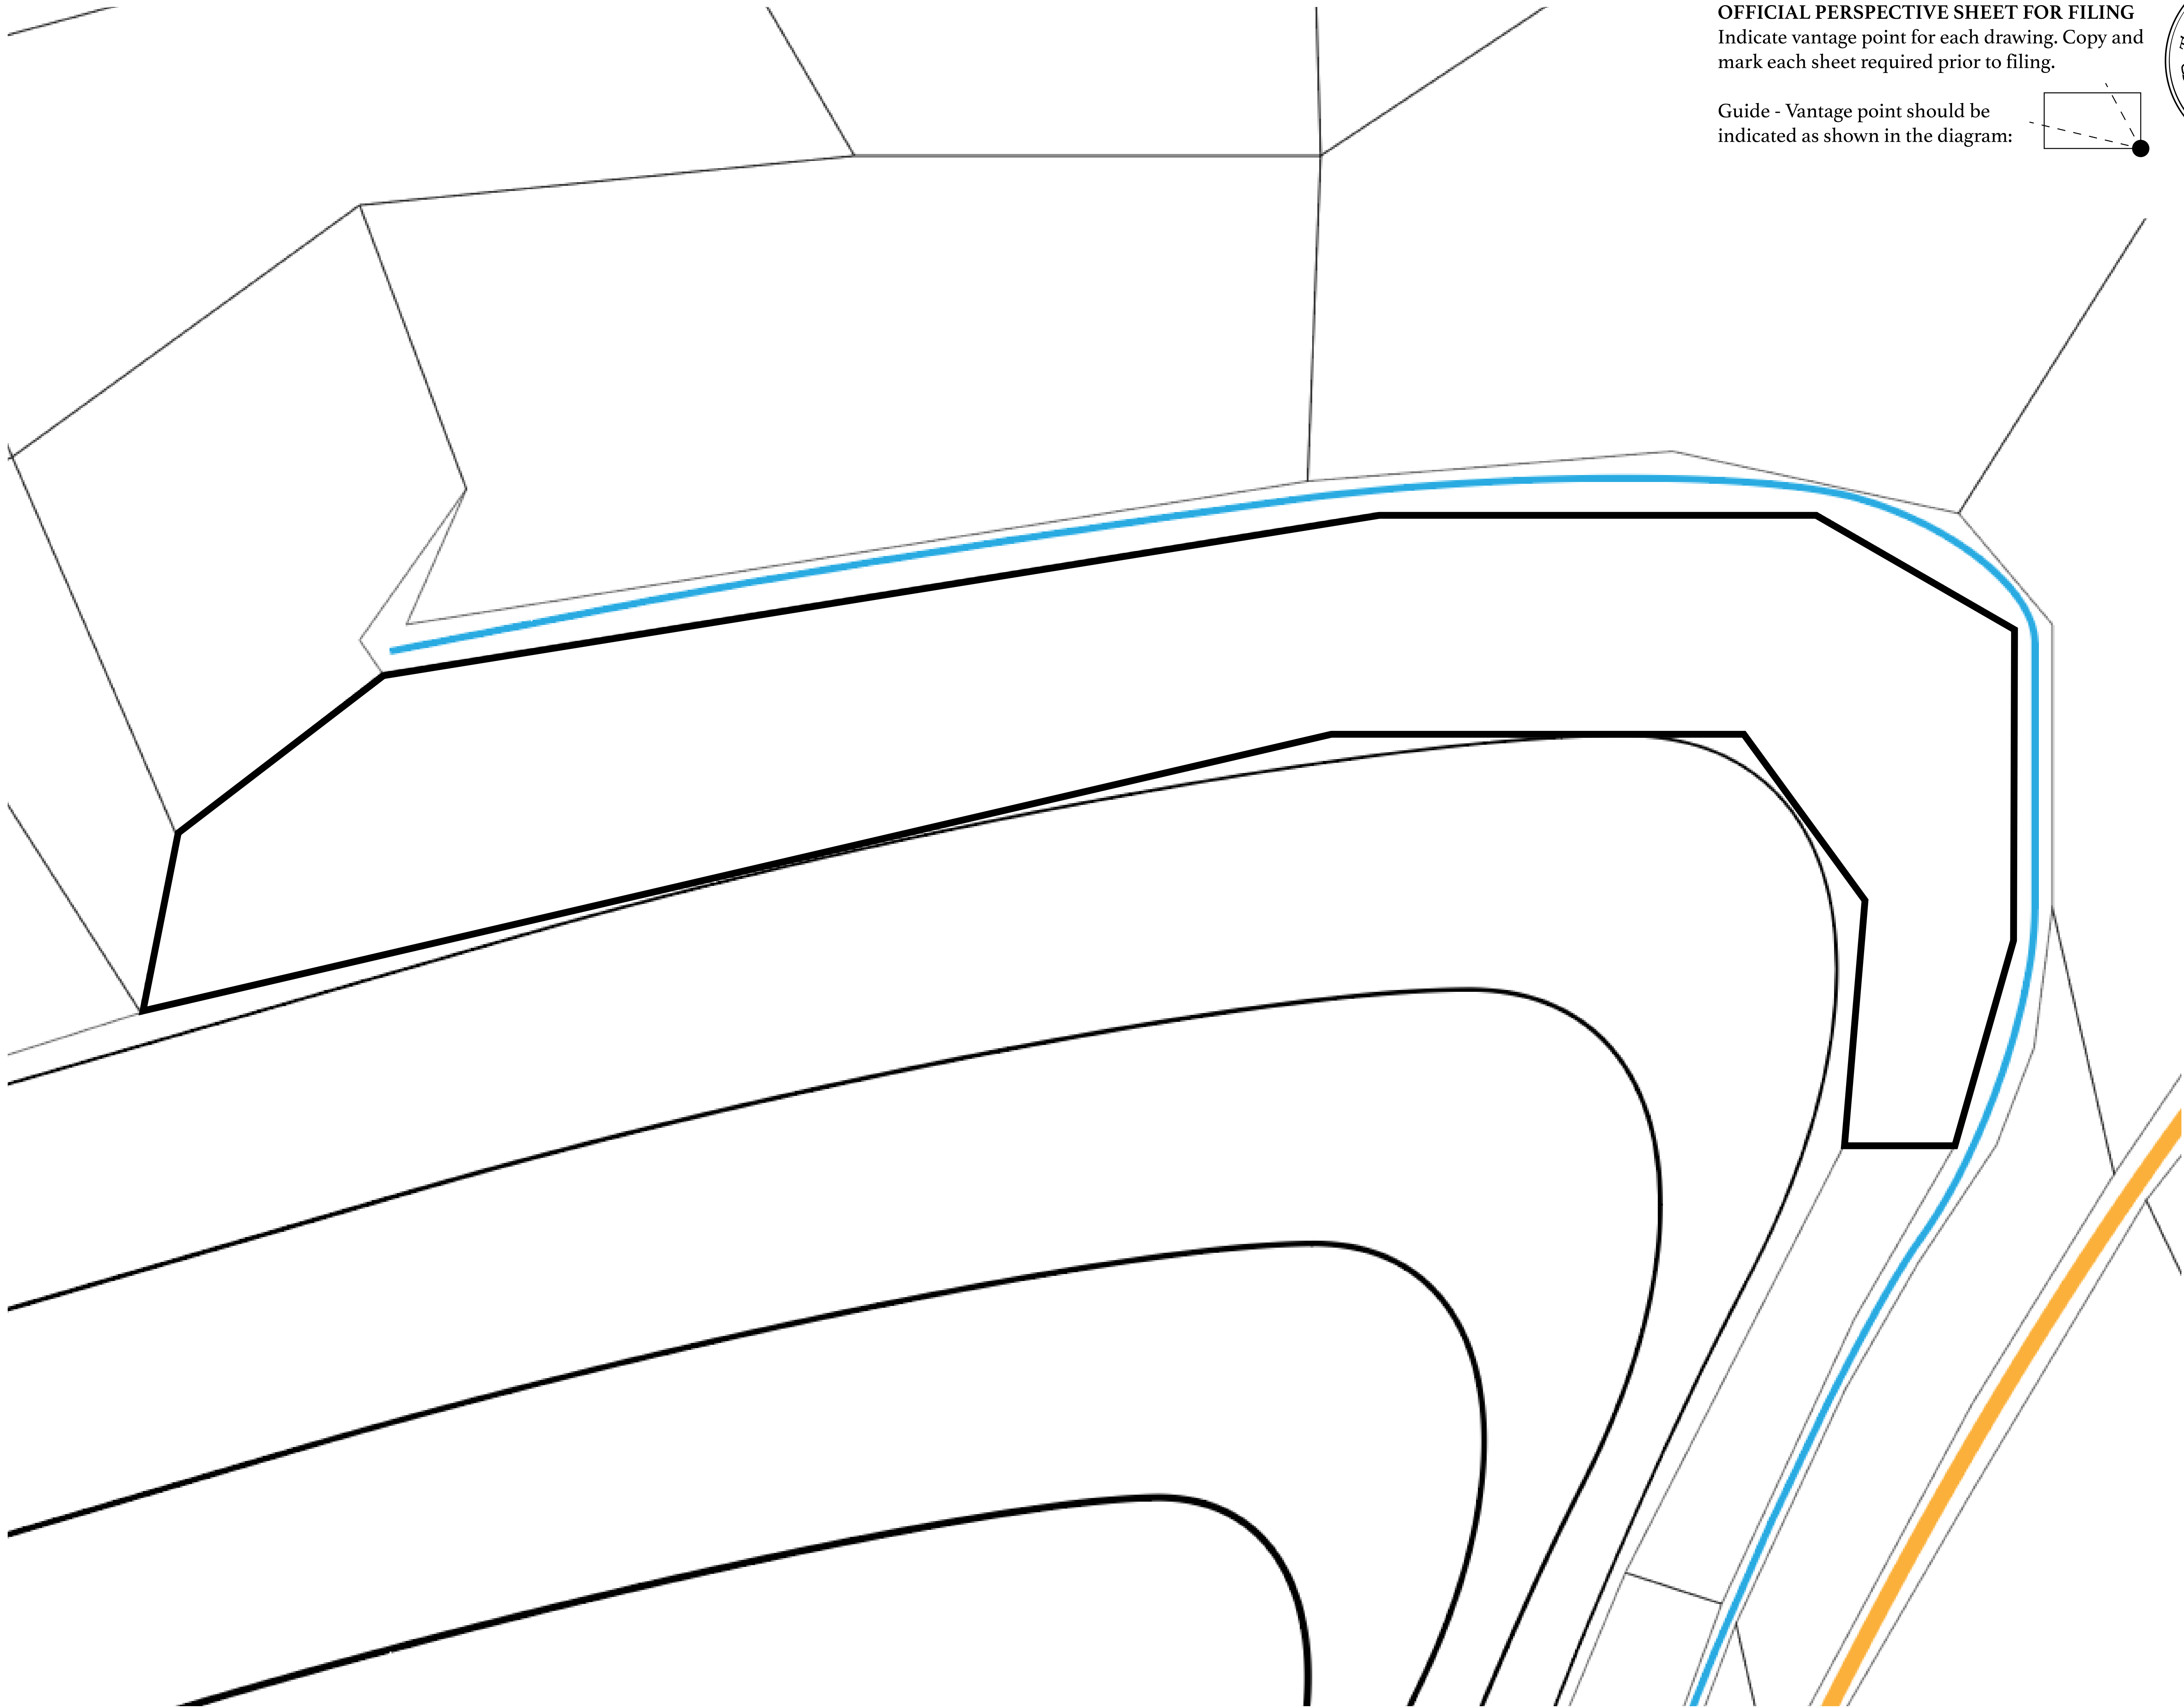 OFFICIAL PERSPECTIVE SHEET FOR FILING
Indicate vantage point for each drawing. Copy and
mark each sheet required prior to filing.
Guide - Vantage point should be
indicated as shown in the diagram: